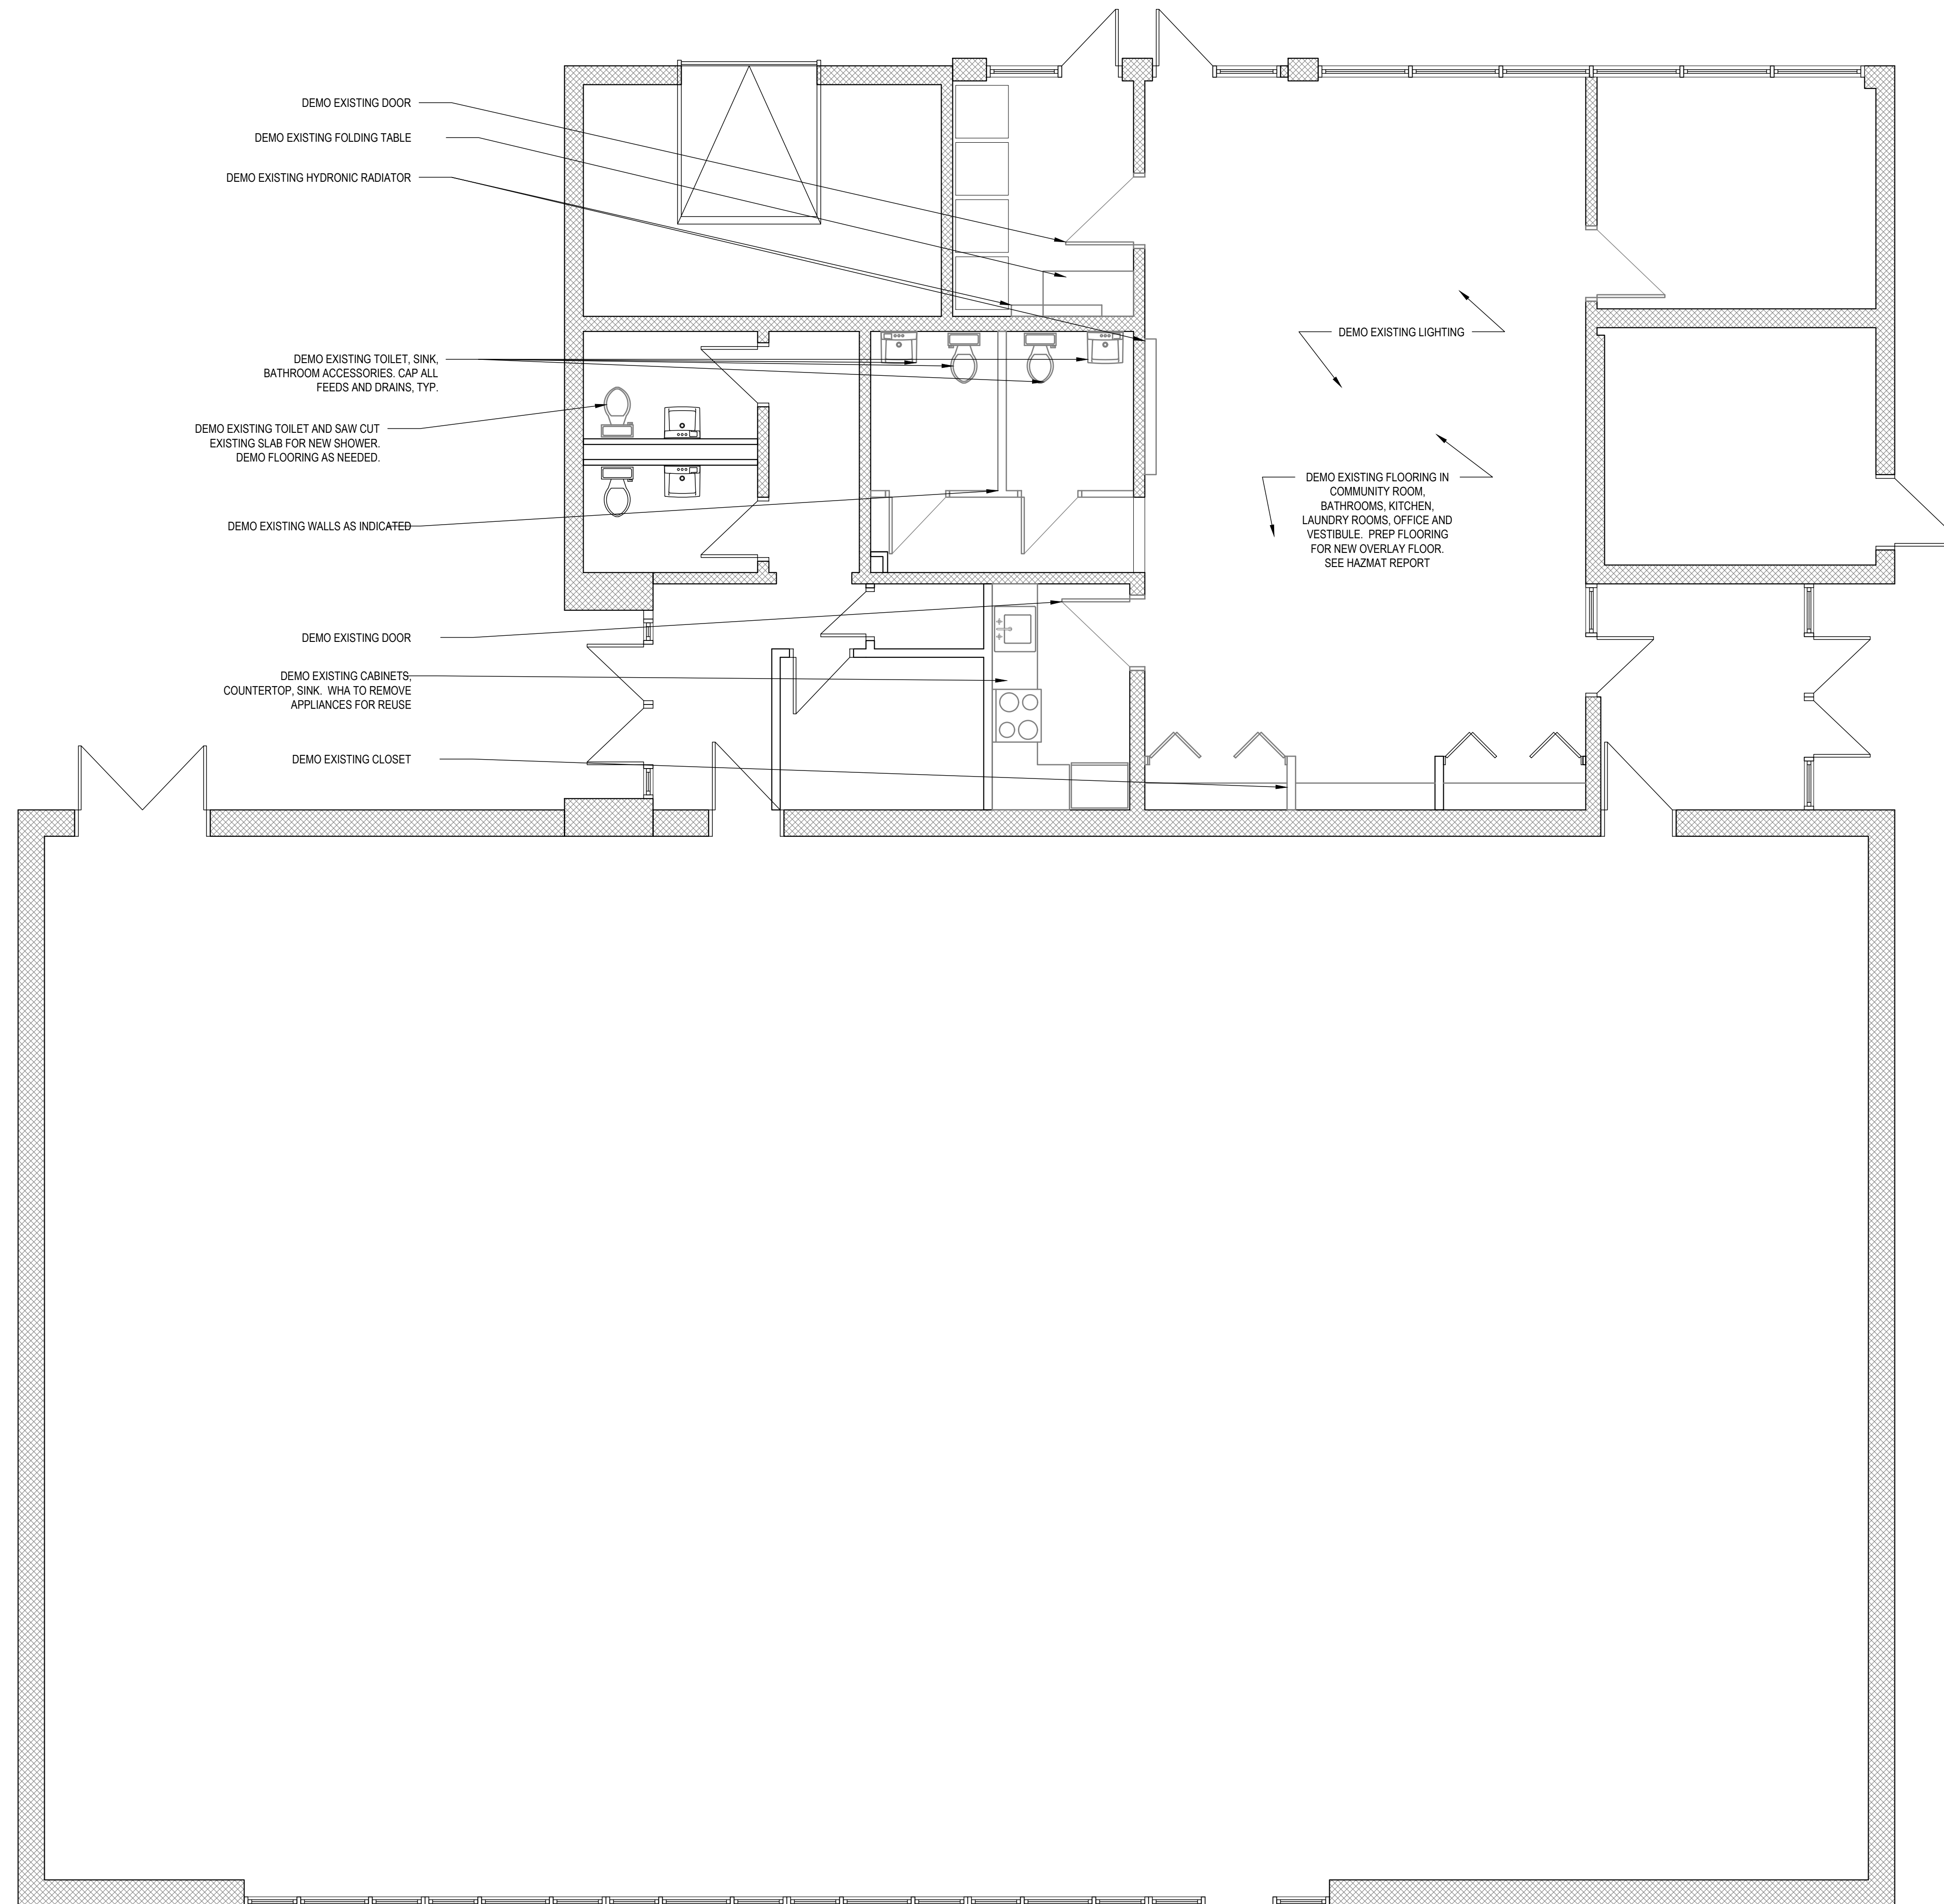 DEMO EXISTING DOOR
DEMO EXISTING FOLDING TABLE
DEMO EXISTING HYDRONIC RADIATOR
DEMO EXISTING TOILET, SINK,
BATHROOM ACCESSORIES. CAP ALL
FEEDS AND DRAINS, TYP.
DEMO EXISTING TOILET AND SAW CUT
EXISTING SLAB FOR NEW SHOWER.
DEMO FLOORING AS NEEDED.
DEMO EXISTING WALLS AS INDICATED
DEMO EXISTING DOOR
DEMO EXISTING CABINETS,
COUNTERTOP, SINK. WHA TO REMOVE
APPLIANCES FOR REUSE
DEMO EXISTING CLOSET
DEMO EXISTING LIGHTING
DEMO EXISTING FLOORING IN
COMMUNITY ROOM,
BATHROOMS, KITCHEN,
LAUNDRY ROOMS, OFFICE AND
VESTIBULE. PREP FLOORING
FOR NEW OVERLAY FLOOR.
SEE HAZMAT REPORT